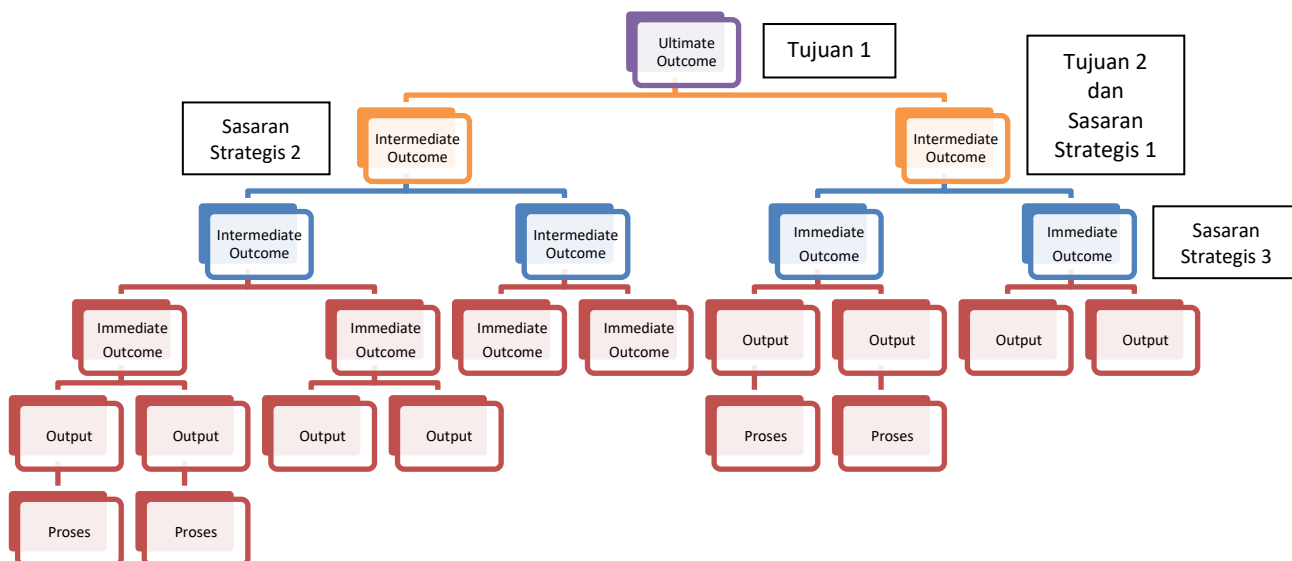 Ultimate
Outcome
Tujuan 1
Tujuan 2
dan
Sasaran
Strategis 1
Sasaran
Strategis 2
Intermediate
Outcome
Intermediate
Outcome
Intermediate
Outcome
Intermediate
Outcome
Immediate
Outcome
Immediate
Outcome
Sasaran
Strategis 3
Immediate
Outcome
Immediate
Outcome
Immediate
Outcome
Immediate
Outcome
Output
Output
Output
Output
Output
Output
Output
Output
Proses
Proses
Proses
Proses